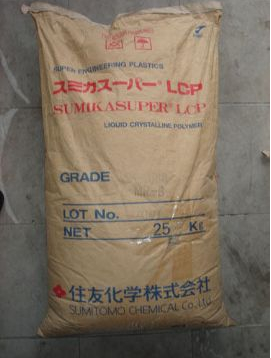 SUPER ENGINEERING PLASTICS
スミカスーパー® LCP
SUMIKASUPER® LCP
LIQUID CRYSTALLINE POLYMER
GRADE
LOT No.
NET 25 KG
住友化学株式会社
SUMITOMO CHEMICAL Co., Ltd.